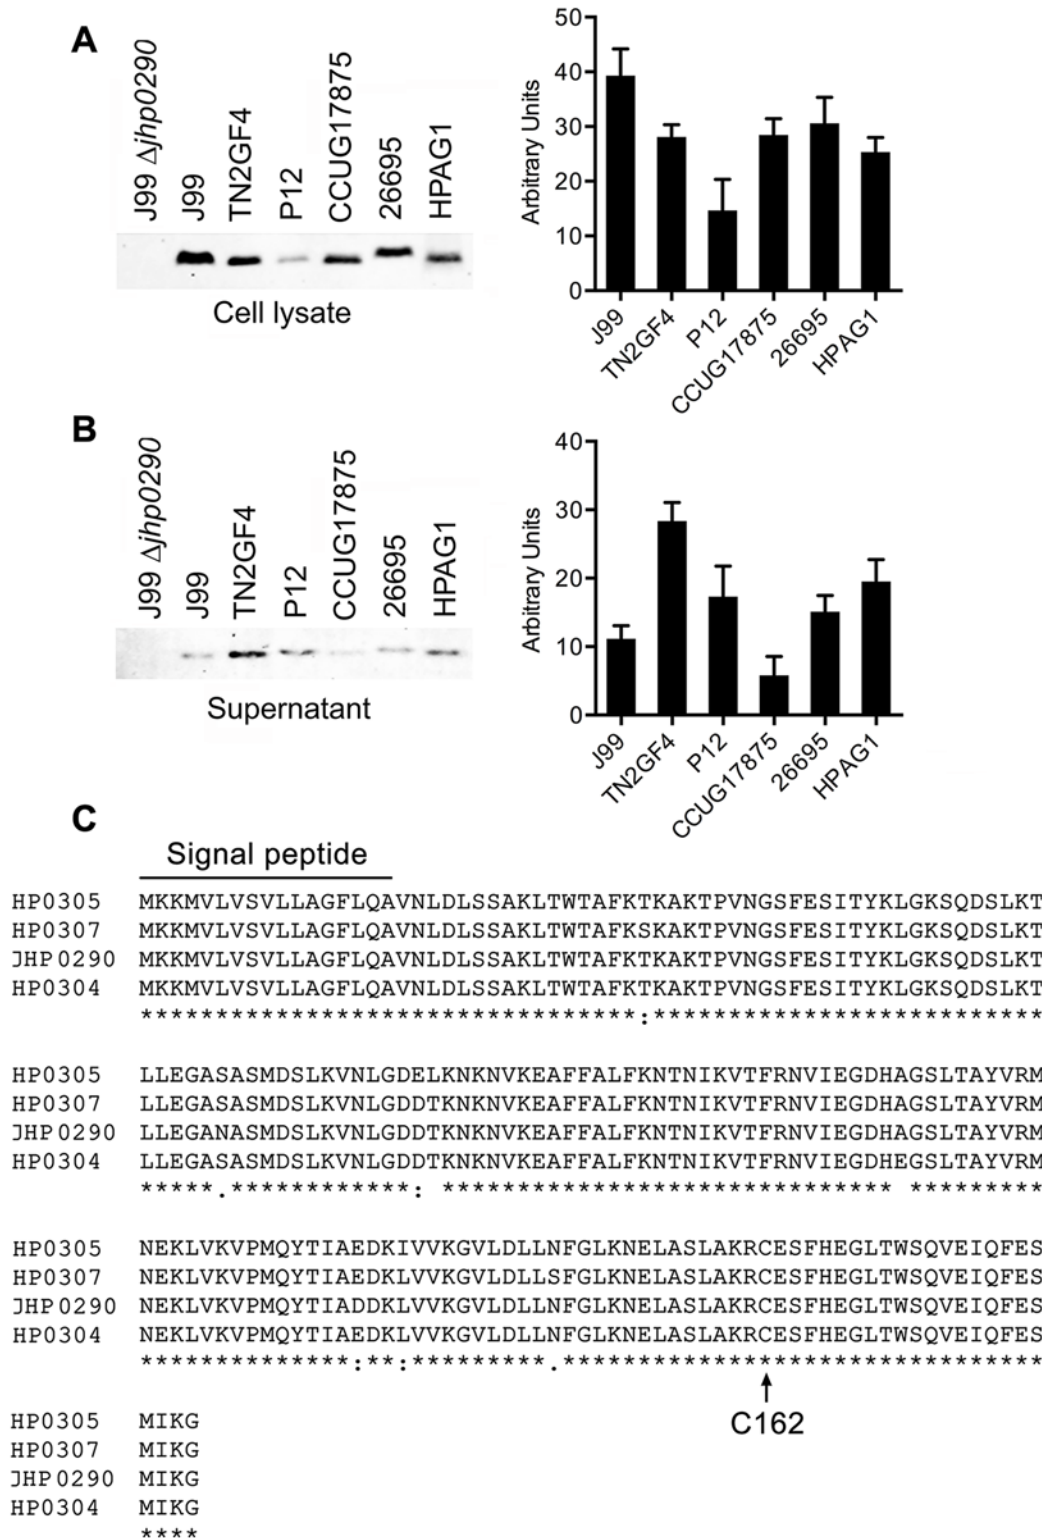 A
J99 Δjhp0290
J99
TN2GF4
P12
CCUG17875
26695
HPAG1
Cell lysate
Arbitrary Units
50
40
30
20
10
0
J99
TN2GF4
P12
CCUG17875
26695
HPAG1
B
J99 Δjhp0290
J99
TN2GF4
P12
CCUG17875
26695
HPAG1
Supernatant
Arbitrary Units
40
30
20
10
0
J99
TN2GF4
P12
CCUG17875
26695
HPAG1
C
Signal peptide
HP0305 MKKMVLVSVLLAGFLQAVNLDLSSAKLTWTAFKTKAKTPVNGSFESITYKLGKSQDSLKT
HP0307 MKKMVLVSVLLAGFLQAVNLDLSSAKLTWTAFKSKAKTPVNGSFESITYKLGKSQDSLKT
JHP0290 MKKMVLVSVLLAGFLQAVNLDLSSAKLTWTAFKTKAKTPVNGSFESITYKLGKSQDSLKT
HP0304 MKKMVLVSVLLAGFLQAVNLDLSSAKLTWTAFKTKAKTPVNGSFESITYKLGKSQDSLKT
*********************************:**************************
HP0305 LLEGASASMDSLKVNLGDELKNKNVKEAFFALFKNTNIKVTFRNVIEGDHAGSLTAYVRM
HP0307 LLEGASASMDSLKVNLGDDTKNKNVKEAFFALFKNTNIKVTFRNVIEGDHAGSLTAYVRM
JHP0290 LLEGANASMDSLKVNLGDDTKNKNVKEAFFALFKNTNIKVTFRNVIEGDHAGSLTAYVRM
HP0304 LLEGASASMDSLKVNLGDDTKNKNVKEAFFALFKNTNIKVTFRNVIEGDHEGSLTAYVRM
*****.************: ****************************** *********
HP0305 NEKLVKVPMQYTIAEDKIVVKGVLDLLNFGLKNELASLAKRCESFHEGLTWSQVEIQFES
HP0307 NEKLVKVPMQYTIAEDKLVVKGVLDLLSFGLKNELASLAKRCESFHEGLTWSQVEIQFES
JHP0290 NEKLVKVPMQYTIADDKLVVKGVLDLLNFGLKNELASLAKRCESFHEGLTWSQVEIQFES
HP0304 NEKLVKVPMQYTIAEDKLVVKGVLDLLNFGLKNELASLAKRCESFHEGLTWSQVEIQFES
**************:**:*********.********************************
C162
HP0305 MIKG
HP0307 MIKG
JHP0290 MIKG
HP0304 MIKG
****